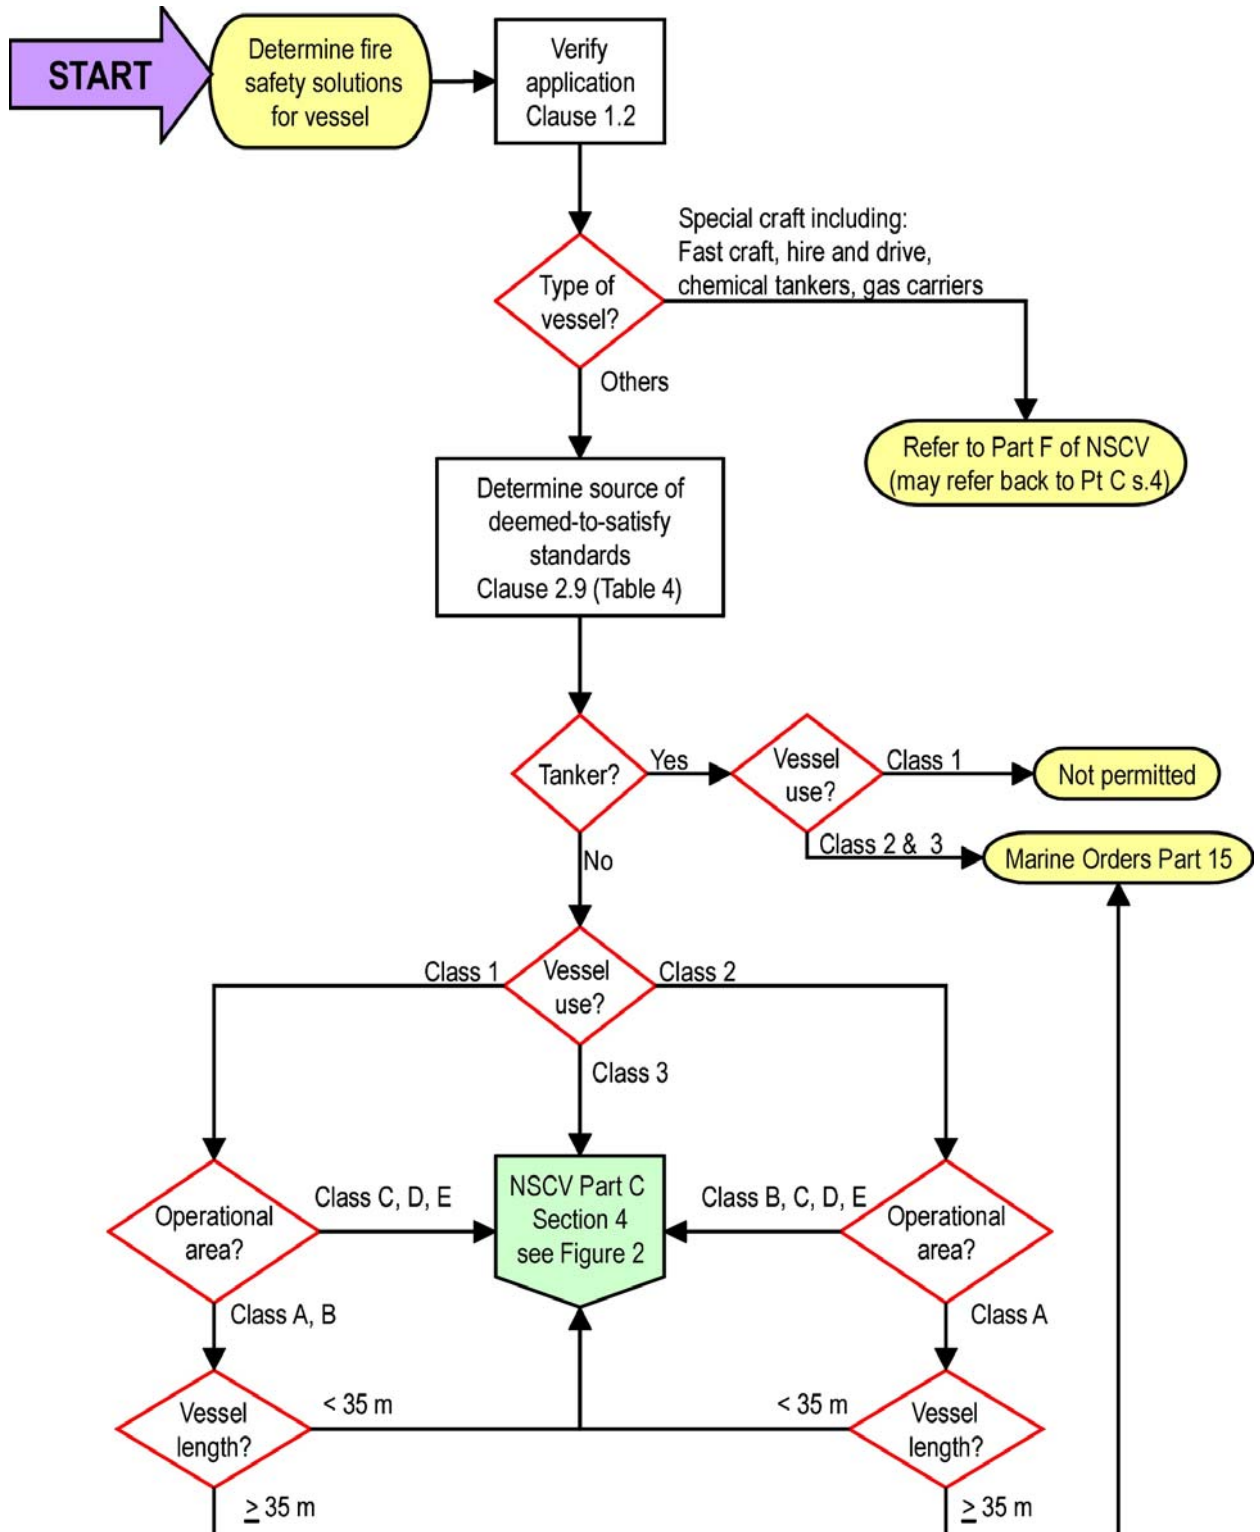 START
Determine fire
safety solutions
for vessel
Verify
application
Clause 1.2
Special craft including:
Fast craft, hire and drive,
chemical tankers, gas carriers
Type of
vessel?
Others
Refer to Part F of NSCV
(may refer back to Pt C s.4)
Determine source of
deemed-to-satisfy
standards
Clause 2.9 (Table 4)
Tanker?
Yes
Vessel
use?
Class 1
Not permitted
Class 2 & 3
Marine Orders Part 15
No
Class 1
Vessel
use?
Class 2
Class 3
Operational
area?
Class C, D, E
NSCV Part C
Section 4
see Figure 2
Class B, C, D, E
Operational
area?
Class A, B
Class A
Vessel
length?
< 35 m
< 35 m
Vessel
length?
≥ 35 m
≥ 35 m